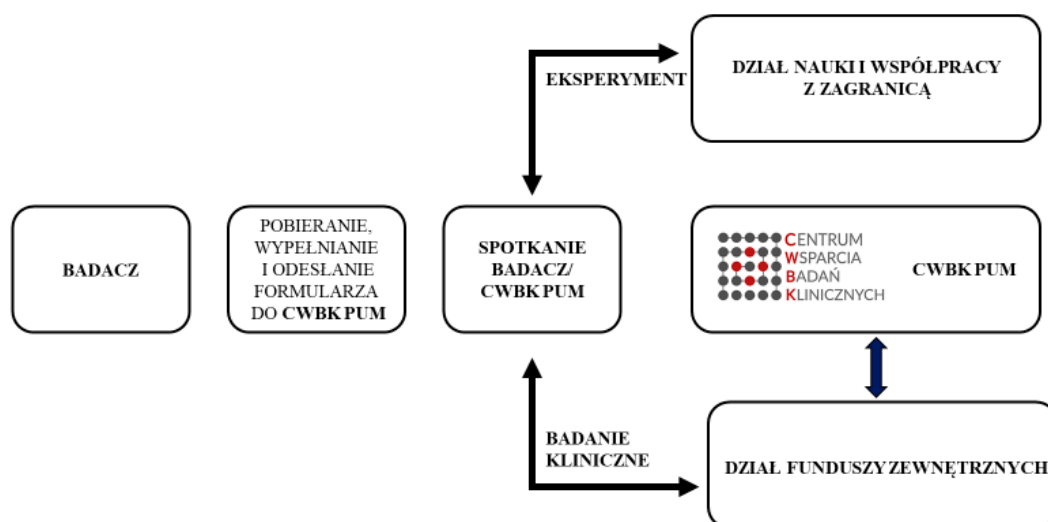 EKSPERYMENT
DZIAŁ NAUKI I WSPÓŁPRACY
Z ZAGRANICĄ
BADACZ
POBIERANIE,
WYPEŁNIANIE
I ODESŁANIE
FORMULARZA
DO CWBK PUM
SPOTKANIE
BADACZ/
CWBK PUM
CENTRUM
WSPARCIA
BADAŃ
KLINICZNYCH
CWBK PUM
BADANIE
KLINICZNE
DZIAŁ FUNDUSZY ZEWNĘTRZNYCH